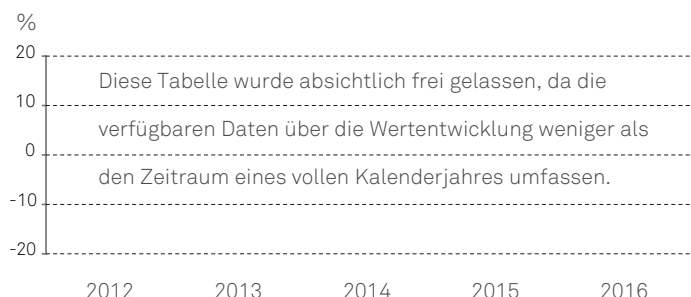 %
20
Diese Tabelle wurde absichtlich frei gelassen, da die
10
verfügbaren Daten über die Wertentwicklung weniger als
0
den Zeitraum eines vollen Kalenderjahres umfassen.
-10
-20
2012 2013 2014 2015 2016